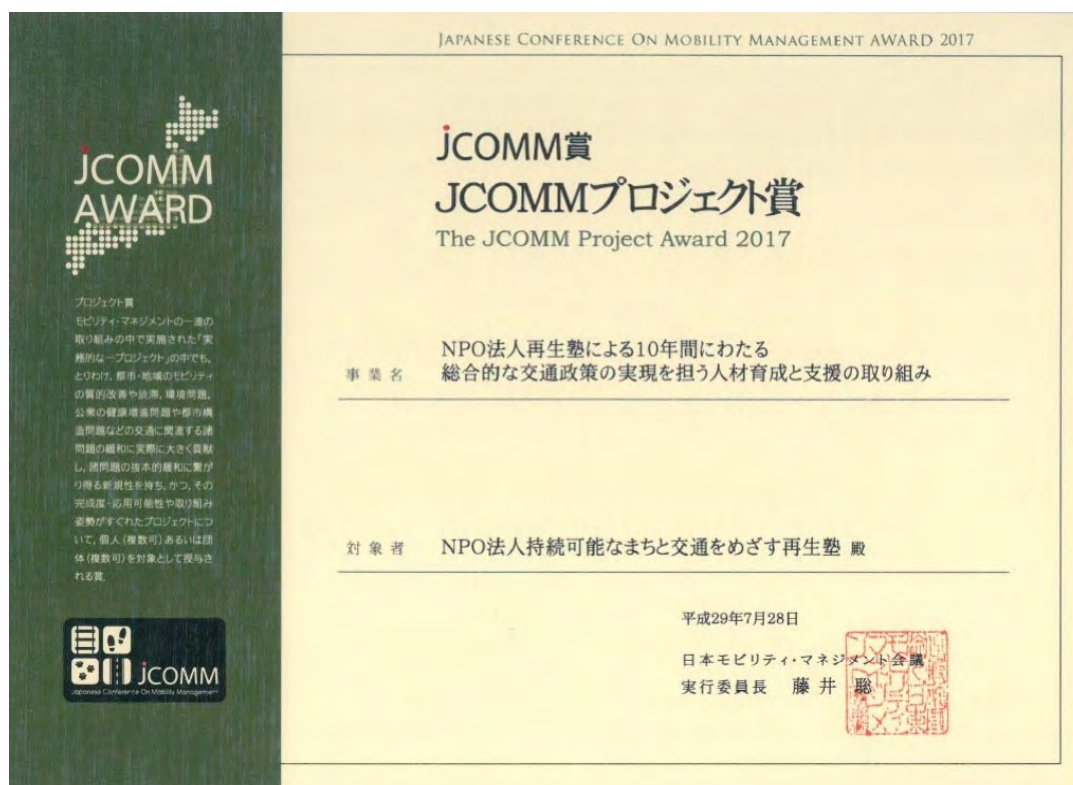 JAPANESE CONFERENCE ON MOBILITY MANAGEMENT AWARD 2017
jCOMM
AWARD
プロジェクト賞
モビリティ・マネジメントの一連の
取り組みの中で実施された「実
務的な一プロジェクト」の中でも、
とりわけ、都市・地域のモビリティ
の質的改善や渋滞、環境問題、
公衆の健康増進問題や都市構
造問題などの交通に関連する諸
問題の緩和に実際に大きく貢献
し、諸問題の抜本的緩和に繋が
り得る新規性を持ち、かつ、その
完成度・応用可能性や取り組み
姿勢がすぐれたプロジェクトにつ
いて、個人(複数可)あるいは団
体(複数可)を対象として授与さ
れる賞.
jCOMM
Japanese Conference On Mobility Management
jCOMM賞
JCOMMプロジェクト賞
The JCOMM Project Award 2017
NPO法人再生塾による10年間にわたる
事業名 総合的な交通政策の実現を担う人材育成と支援の取り組み
対象者 NPO法人持続可能なまちと交通をめざす再生塾 殿
平成29年7月28日
日本モビリティ・マネジメント会議
実行委員長 藤井 聡